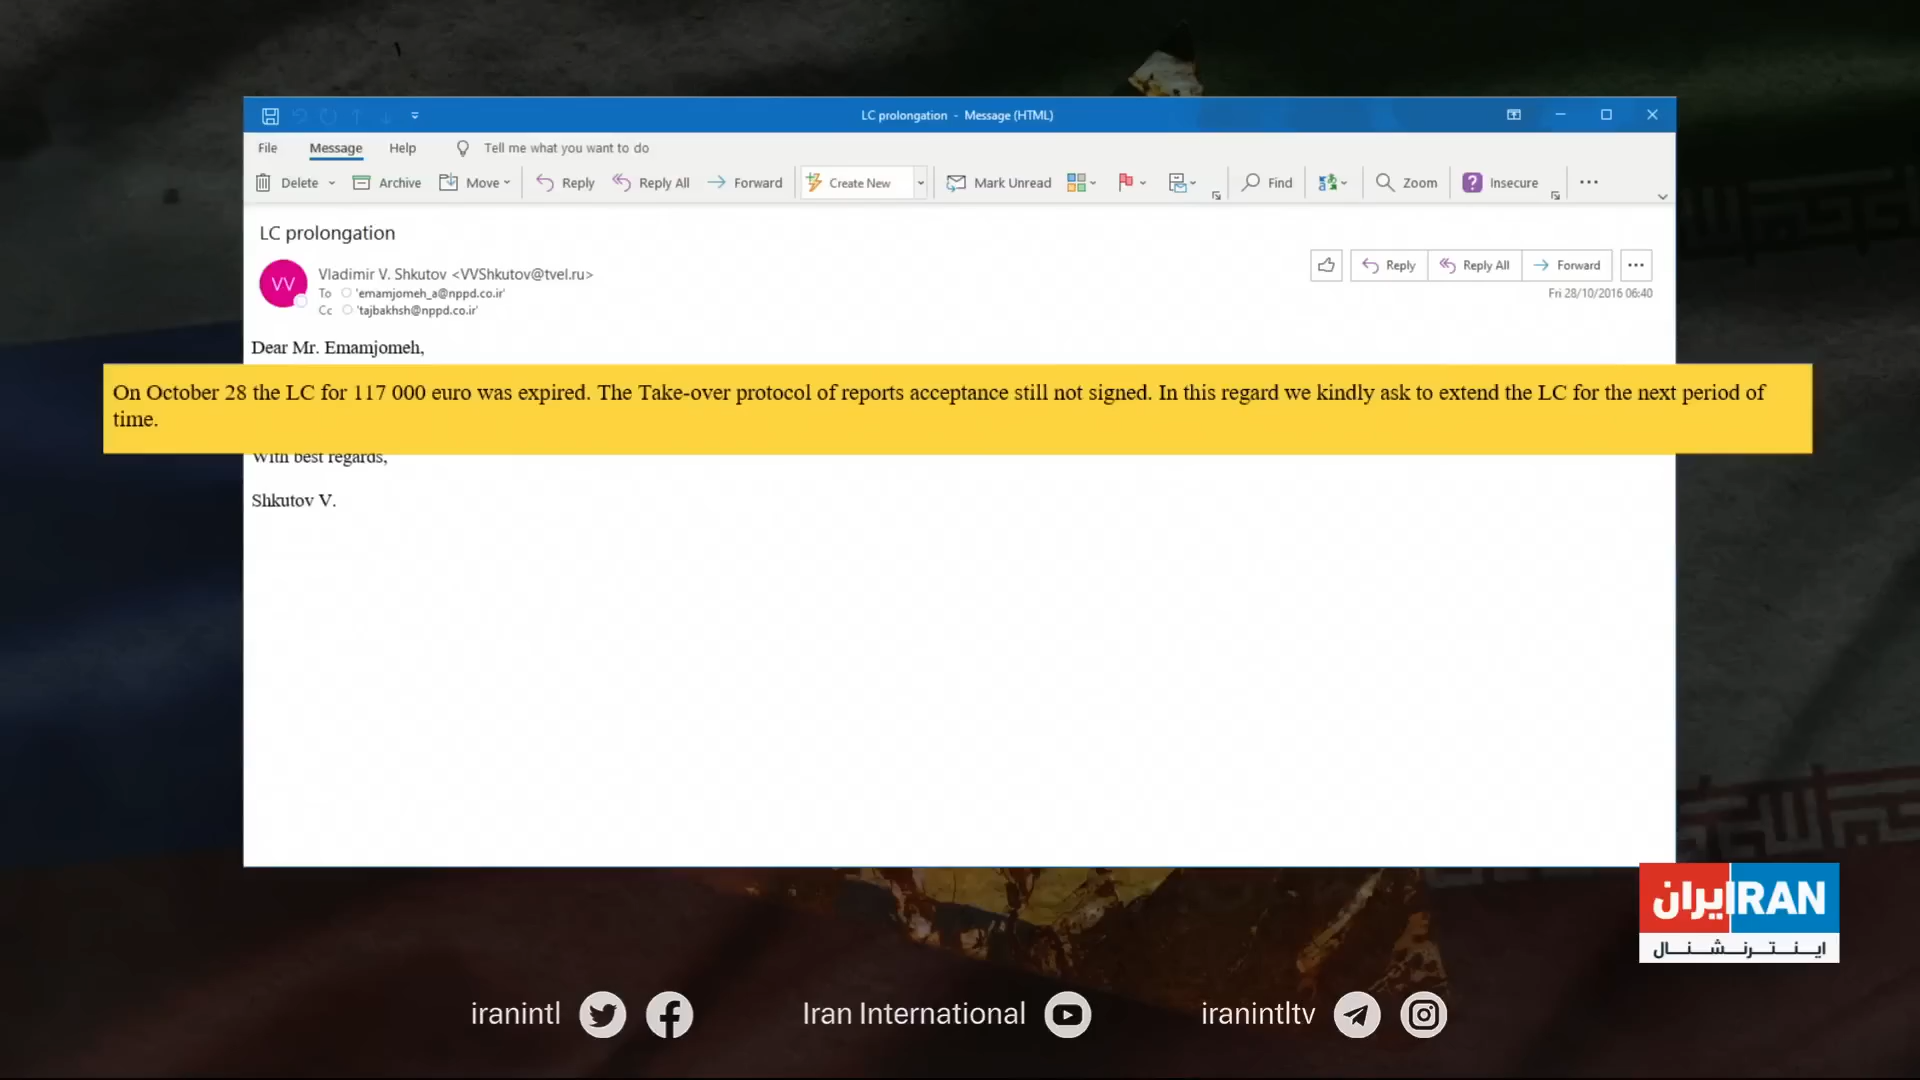 LC prolongation - Message (HTML)
File Message Help Tell me what you want to do
Delete Archive Move Reply Reply All Forward Create New Mark Unread Find Zoom Insecure
LC prolongation
Vladimir V. Shkutov <VVShkutov@tvel.ru>
Reply Reply All Forward
To 'emamjomeh_a@nppd.co.ir'
Fri 28/10/2016 06:40
Cc 'tajbakhsh@nppd.co.ir'
Dear Mr. Emamjomeh,
On October 28 the LC for 117 000 euro was expired. The Take-over protocol of reports acceptance still not signed. In this regard we kindly ask to extend the LC for the next period of
time.
With best regards,
Shkutov V.
VV
ایران IRAN
اینترنشنال
iranintl Iran International iranintltv